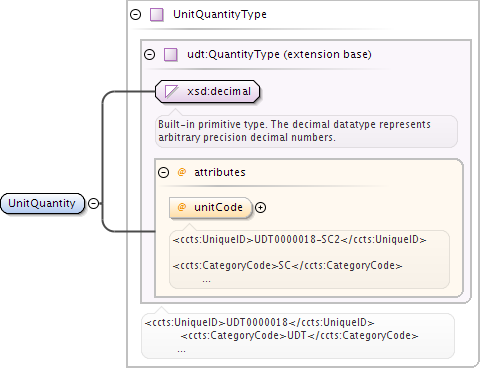 UnitQuantityType
udt:QuantityType (extension base)
xsd:decimal
Built-in primitive type. The decimal datatype represents
arbitrary precision decimal numbers.
@ attributes
UnitQuantity
@ unitCode
<ccts:UniqueID>UDT0000018-SC2</ccts:UniqueID>
<ccts:CategoryCode>SC</ccts:CategoryCode>
...
<ccts:UniqueID>UDT0000018</ccts:UniqueID>
<ccts:CategoryCode>UDT</ccts:CategoryCode>
...